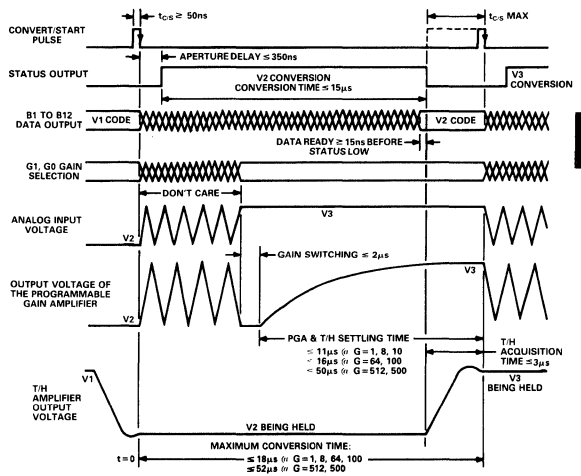 t_C/S ≥ 50ns
t_C/S MAX
CONVERT/START
PULSE
APERTURE DELAY ≤ 350ns
STATUS OUTPUT
V2 CONVERSION
CONVERSION TIME ≤ 15µs
V3
CONVERSION
B1 TO B12
DATA OUTPUT
V1 CODE
V2 CODE
DATA READY ≥ 15ns BEFORE
STATUS LOW
G1, G0 GAIN
SELECTION
DON'T CARE
ANALOG INPUT
VOLTAGE
V3
V2
GAIN SWITCHING ≤ 2µs
OUTPUT VOLTAGE OF
THE PROGRAMMABLE
GAIN AMPLIFIER
V3
V2
PGA & T/H SETTLING TIME
≤ 11µs @ G = 1, 8, 10
< 16µs @ G = 64, 100
< 50µs @ G = 512, 500
T/H
ACQUISITION
TIME ≤ 3µs
V1
T/H
AMPLIFIER
OUTPUT
VOLTAGE
V3
BEING HELD
V2 BEING HELD
MAXIMUM CONVERSION TIME:
t = 0
≤ 18µs @ G = 1, 8, 64, 100
≤ 52µs @ G = 512, 500